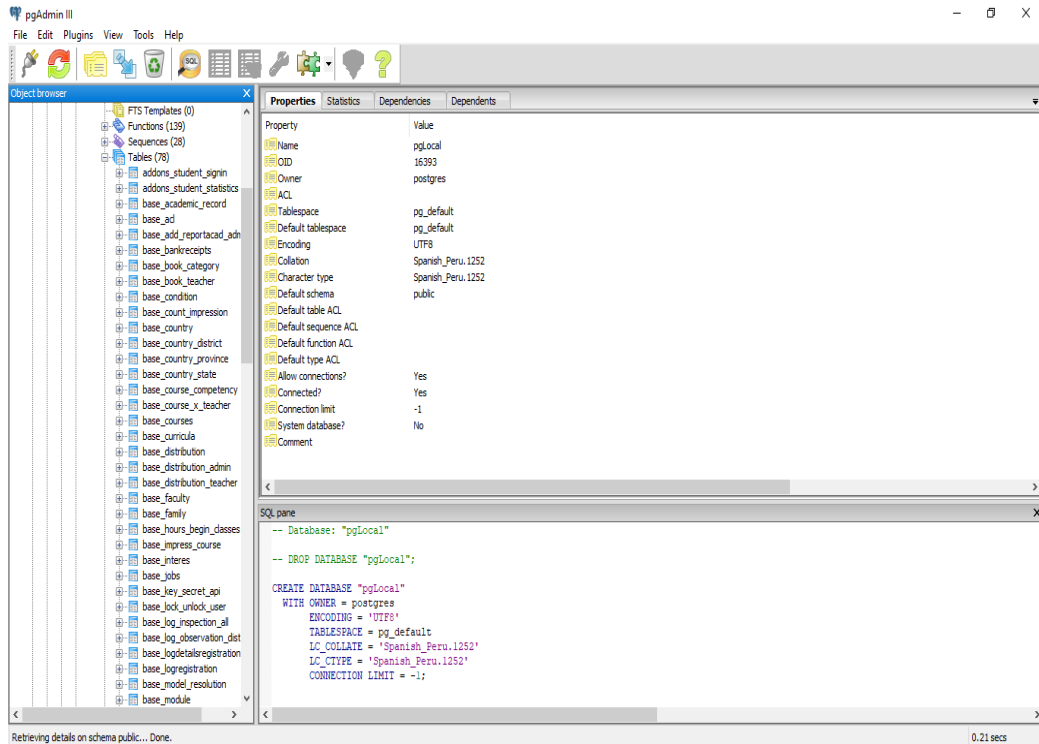 pgAdmin III
File Edit Plugins View Tools Help
SQL
Object browser
FTS Templates (0)
Functions (139)
Sequences (28)
Tables (78)
addons_student_signin
addons_student_statistics
base_academic_record
base_acl
base_add_reportacad_adn
base_bankreceipts
base_book_category
base_book_teacher
base_condition
base_count_impression
base_country
base_country_district
base_country_province
base_country_state
base_course_competency
base_course_x_teacher
base_courses
base_curricula
base_distribution
base_distribution_admin
base_distribution_teacher
base_faculty
base_family
base_hours_begin_classes
base_impress_course
base_interes
base_jobs
base_key_secret_api
base_lock_unlock_user
base_log_inspection_all
base_log_observation_dist
base_logdetailsregistration
base_logregistration
base_model_resolution
base_module
Properties Statistics Dependencies Dependents
Property Value
Name pgLocal
OID 16393
Owner postgres
ACL
Tablespace pg_default
Default tablespace pg_default
Encoding UTF8
Collation Spanish_Peru.1252
Character type Spanish_Peru.1252
Default schema public
Default table ACL
Default sequence ACL
Default function ACL
Default type ACL
Allow connections? Yes
Connected? Yes
Connection limit -1
System database? No
Comment
SQL pane
-- Database: "pgLocal"
-- DROP DATABASE "pgLocal";
CREATE DATABASE "pgLocal"
WITH OWNER = postgres
ENCODING = 'UTF8'
TABLESPACE = pg_default
LC_COLLATE = 'Spanish_Peru.1252'
LC_CTYPE = 'Spanish_Peru.1252'
CONNECTION LIMIT = -1;
Retrieving details on schema public... Done. 0.21 secs